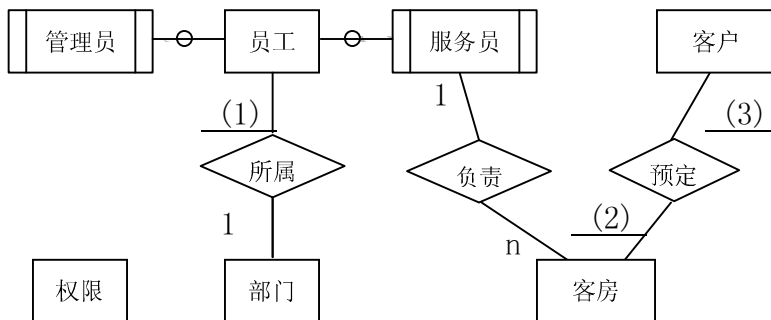 管理员
员工
服务员
客户
1
(1)
(3)
所属
负责
预定
1
(2)
n
权限
部门
客房